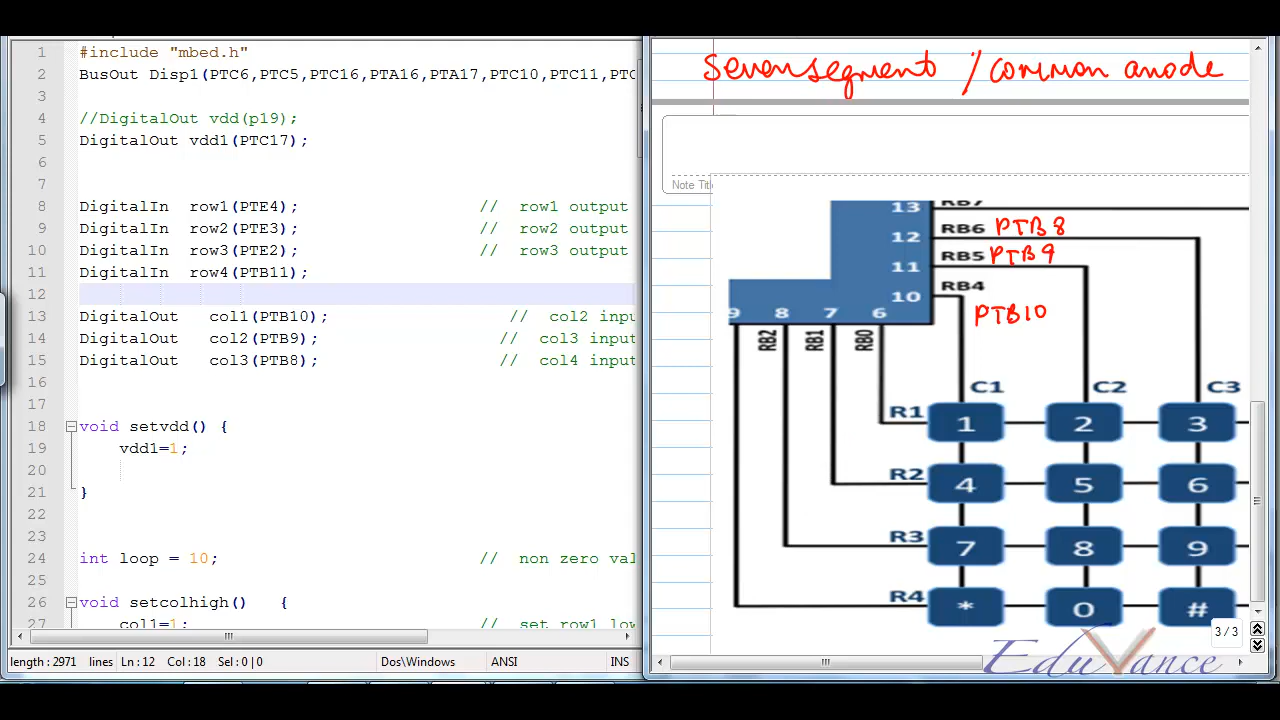 1 #include "mbed.h"
2 BusOut Disp1(PTC6,PTC5,PTC16,PTA16,PTA17,PTC10,PTC11,PTC
3
4 //DigitalOut vdd(p19);
5 DigitalOut vdd1(PTC17);
6
7
8 DigitalIn row1(PTE4); // row1 output
9 DigitalIn row2(PTE3); // row2 output
10 DigitalIn row3(PTE2); // row3 output
11 DigitalIn row4(PTB11);
12
13 DigitalOut col1(PTB10); // col2 inpu
14 DigitalOut col2(PTB9); // col3 input
15 DigitalOut col3(PTB8); // col4 input
16
17
18 void setvdd() {
19 vdd1=1;
20
21 }
22
23
24 int loop = 10; // non zero val
25
26 void setcolhigh() {
27 col1=1; // set row1 low
length : 2971 lines Ln : 12 Col : 18 Sel : 0 | 0 Dos\Windows ANSI INS
Sevensegment / common anode
Note Title
13 RB7
12 RB6 PTB8
11 RB5 PTB9
10 RB4
PTB10
9 8 7 6
RB2 RB1 RB0
C1 C2 C3
R1 1 2 3
R2 4 5 6
R3 7 8 9
R4 * 0 #
3 / 3
EduVance